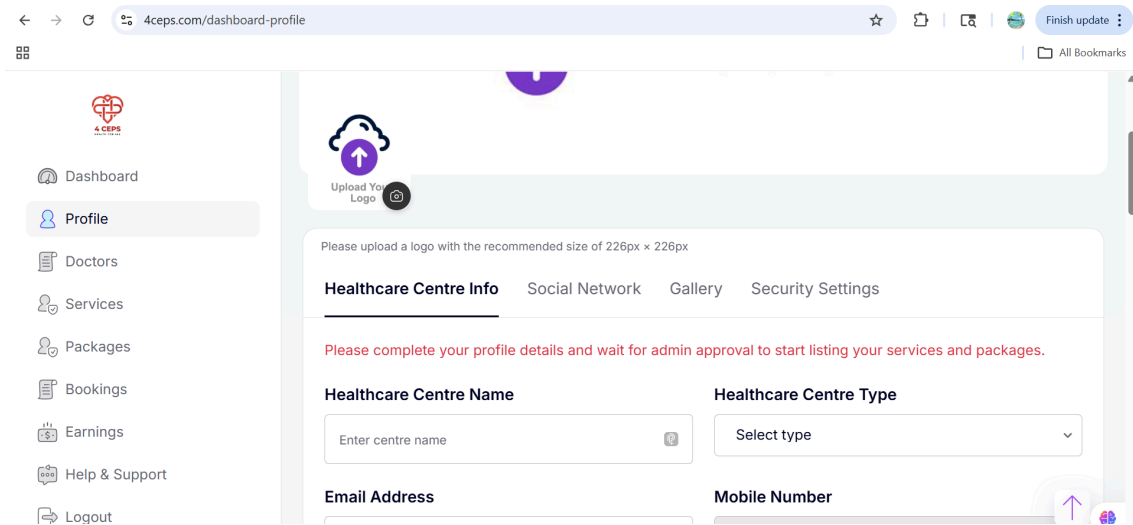 4ceps.com/dashboard-profile
Finish update
All Bookmarks
4 CEPS
Dashboard
Profile
Doctors
Services
Packages
Bookings
Earnings
Help & Support
Logout
Upload You
Logo
Please upload a logo with the recommended size of 226px × 226px
Healthcare Centre Info Social Network Gallery Security Settings
Please complete your profile details and wait for admin approval to start listing your services and packages.
Healthcare Centre Name Healthcare Centre Type
Enter centre name Select type
Email Address Mobile Number